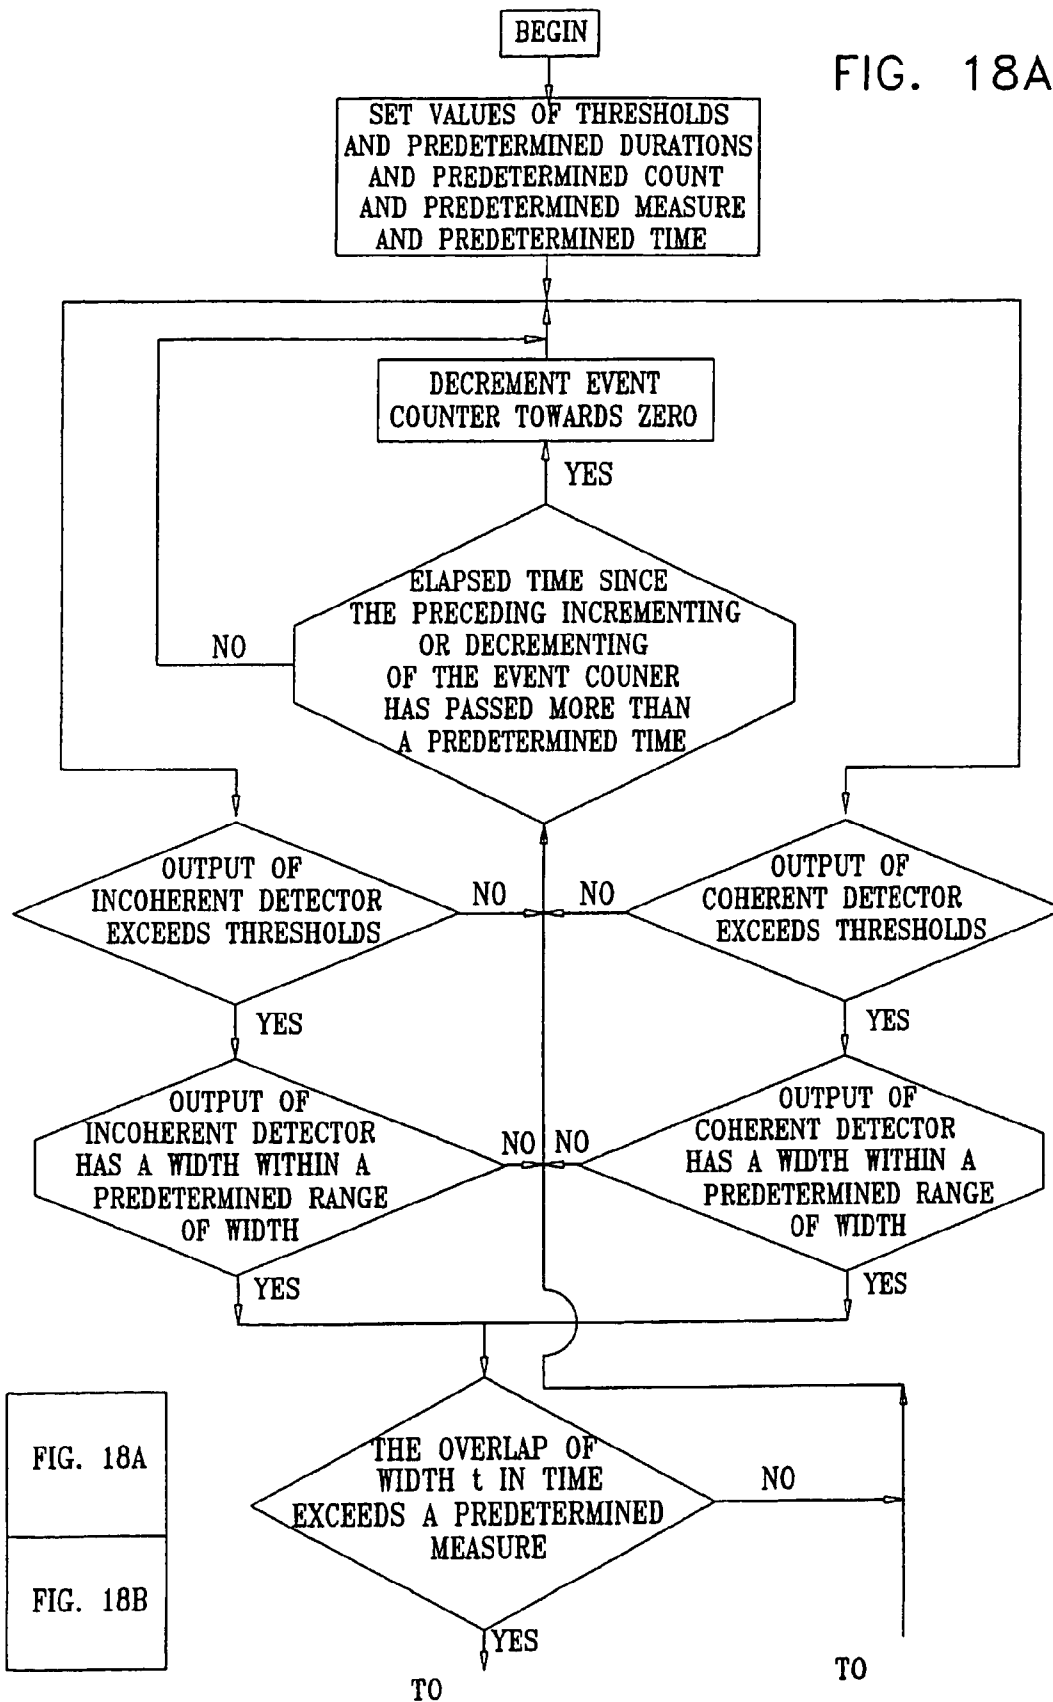 BEGIN
FIG. 18A
SET VALUES OF THRESHOLDS
AND PREDETERMINED DURATIONS
AND PREDETERMINED COUNT
AND PREDETERMINED MEASURE
AND PREDETERMINED TIME
DECREMENT EVENT
COUNTER TOWARDS ZERO
YES
ELAPSED TIME SINCE
THE PRECEDING INCREMENTING
OR DECREMENTING
OF THE EVENT COUNER
HAS PASSED MORE THAN
A PREDETERMINED TIME
NO
OUTPUT OF
INCOHERENT DETECTOR
EXCEEDS THRESHOLDS
NO
NO
OUTPUT OF
COHERENT DETECTOR
EXCEEDS THRESHOLDS
YES
YES
OUTPUT OF
INCOHERENT DETECTOR
HAS A WIDTH WITHIN A
PREDETERMINED RANGE
OF WIDTH
NO
NO
OUTPUT OF
COHERENT DETECTOR
HAS A WIDTH WITHIN A
PREDETERMINED RANGE
OF WIDTH
YES
YES
THE OVERLAP OF
WIDTH t IN TIME
EXCEEDS A PREDETERMINED
MEASURE
NO
FIG. 18A
FIG. 18B
YES
TO
TO